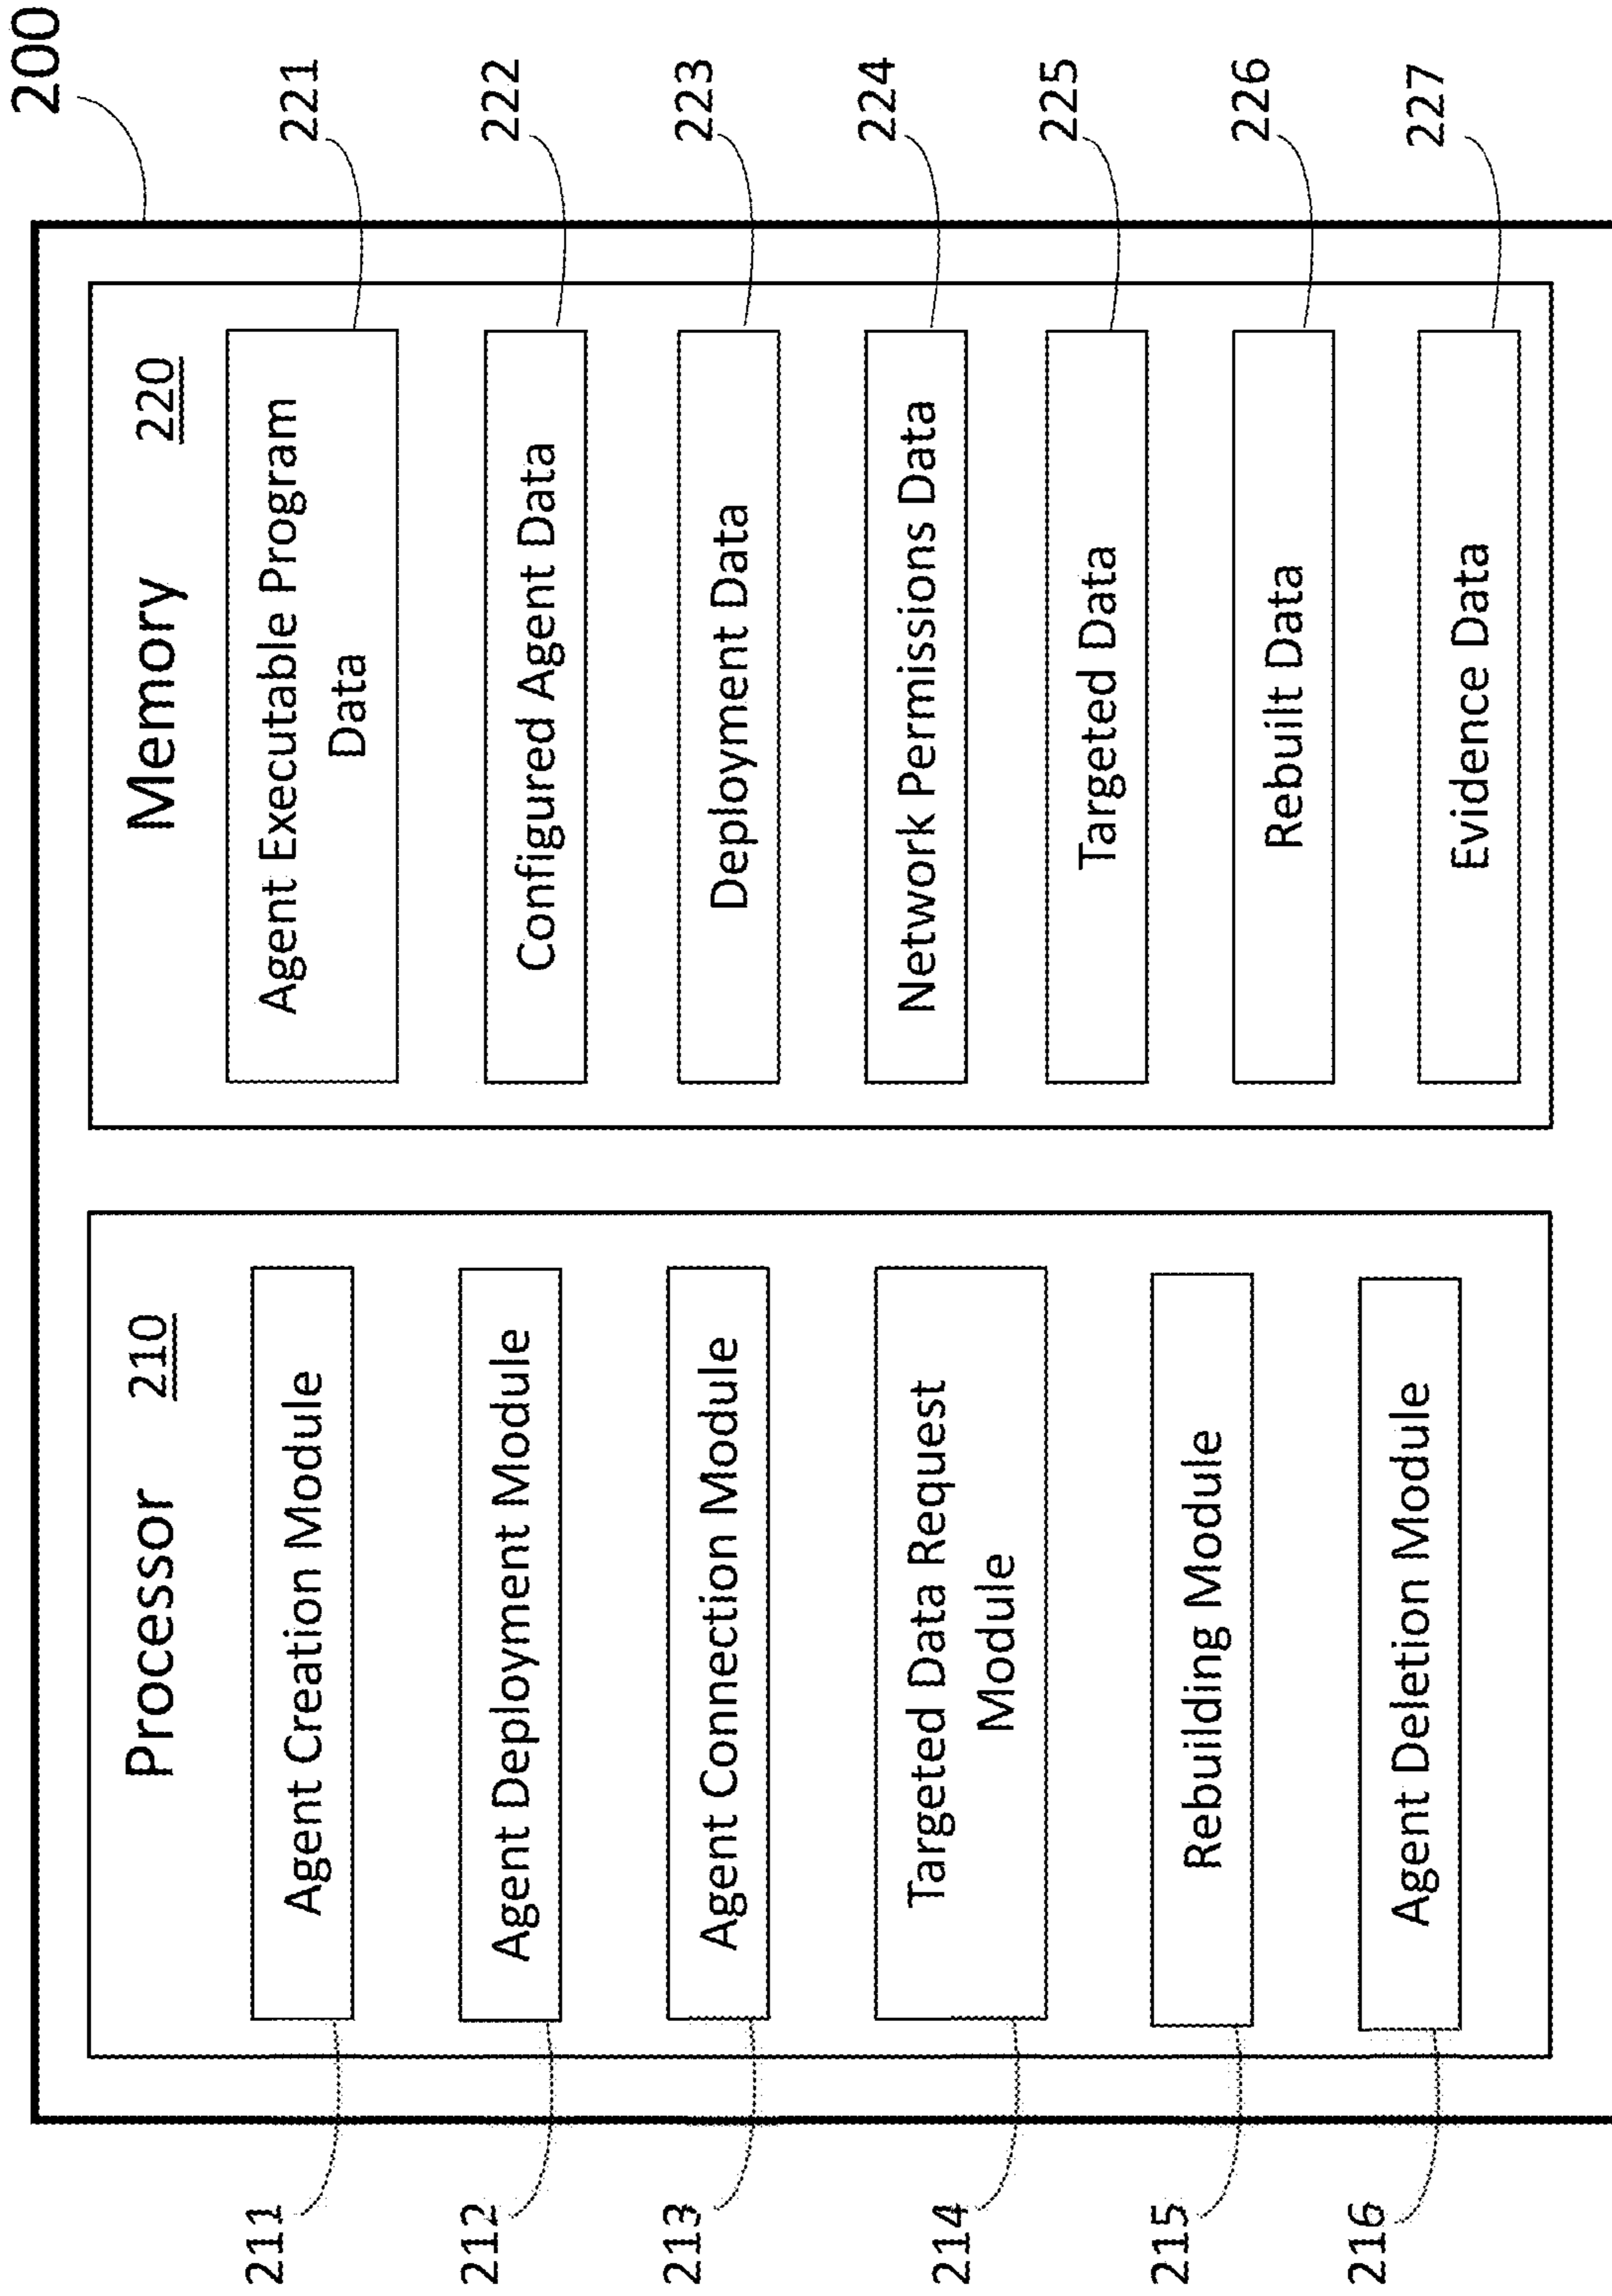 200
Processor 210
211
Agent Creation Module
212
Agent Deployment Module
213
Agent Connection Module
214
Targeted Data Request
Module
215
Rebuilding Module
216
Agent Deletion Module
Memory 220
Agent Executable Program
Data
221
Configured Agent Data
222
Deployment Data
223
Network Permissions Data
224
Targeted Data
225
Rebuilt Data
226
Evidence Data
227